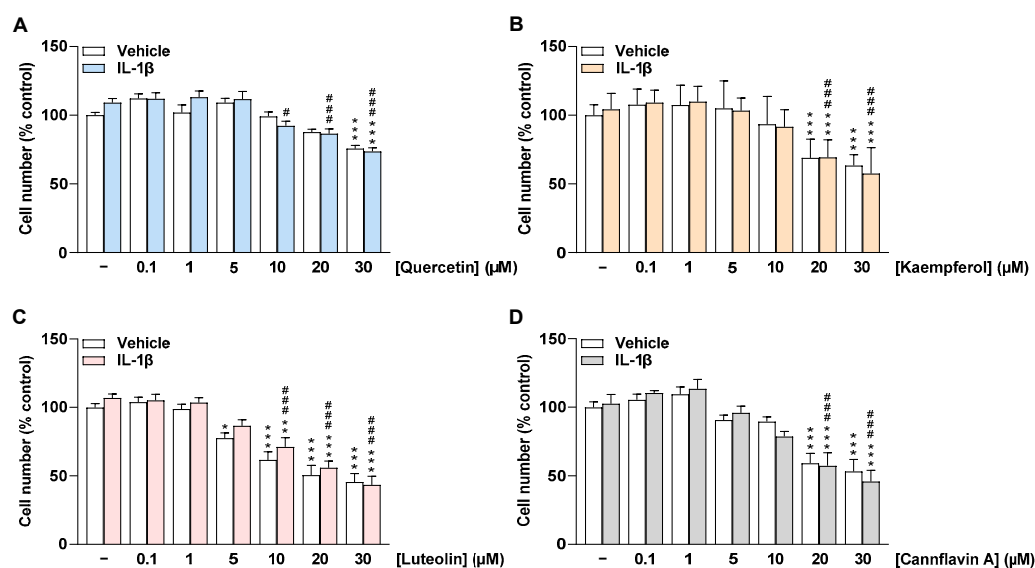 A
150
100
50
0
Cell number (% control)
Vehicle
IL-1β
#
###
###***
***
– 0.1 1 5 10 20 30 [Quercetin] (µM)
B
150
100
50
0
Cell number (% control)
Vehicle
IL-1β
***
###***
***
###***
– 0.1 1 5 10 20 30 [Kaempferol] (µM)
C
150
100
50
0
Cell number (% control)
Vehicle
IL-1β
*
***
###**
***
###***
***
###***
– 0.1 1 5 10 20 30 [Luteolin] (µM)
D
150
100
50
0
Cell number (% control)
Vehicle
IL-1β
***
###***
***
###***
– 0.1 1 5 10 20 30 [Cannflavin A] (µM)